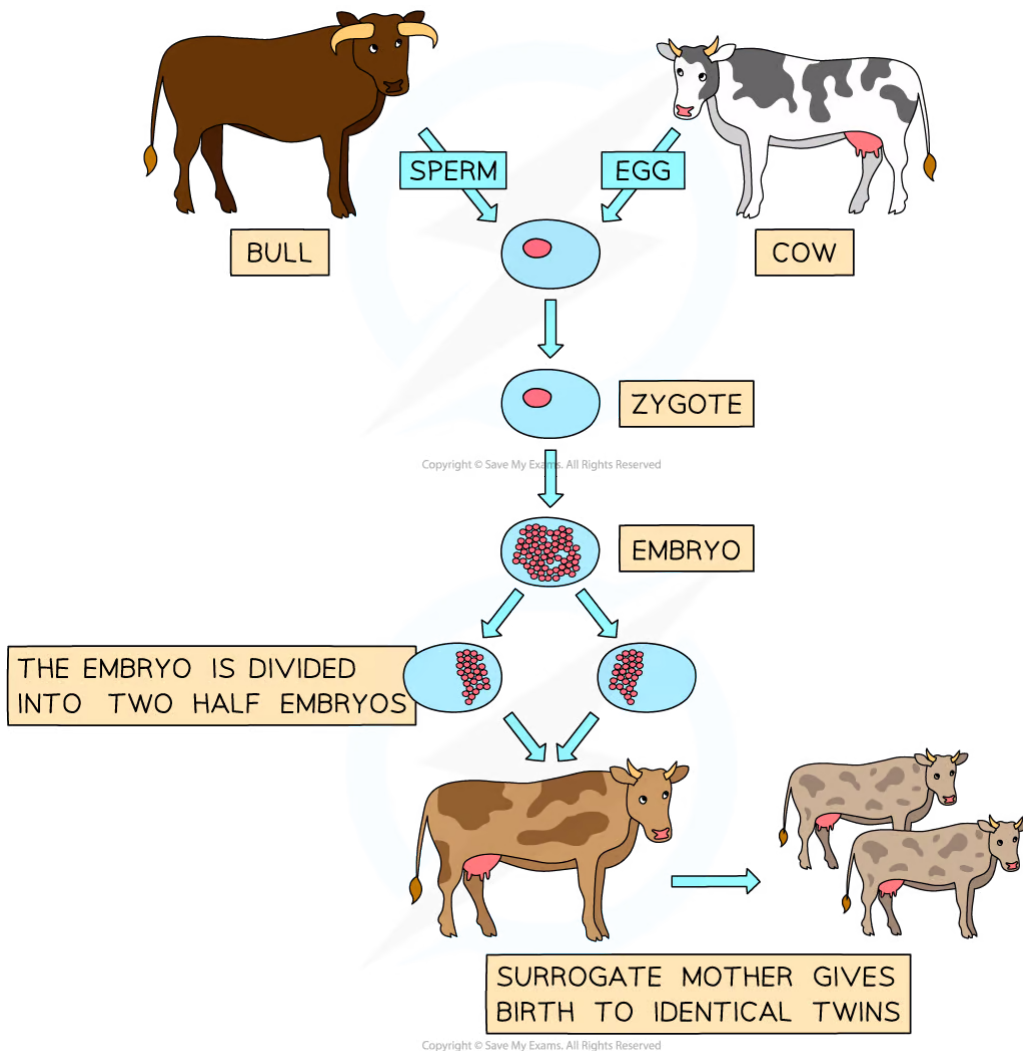 SPERM
EGG
BULL
COW
ZYGOTE
Copyright © Save My Exams. All Rights Reserved
EMBRYO
THE EMBRYO IS DIVIDED
INTO TWO HALF EMBRYOS
SURROGATE MOTHER GIVES
BIRTH TO IDENTICAL TWINS
Copyright © Save My Exams. All Rights Reserved